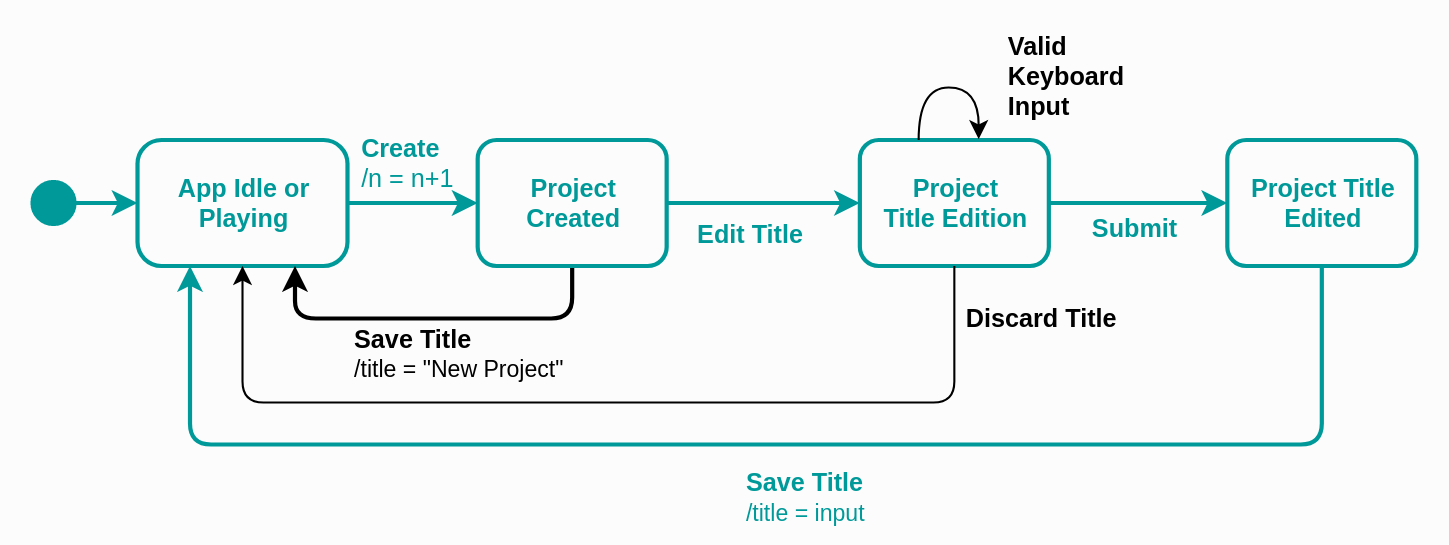 Valid
Keyboard
Input
Create
/n = n+1
App Idle or
Playing
Project
Created
Edit Title
Project
Title Edition
Submit
Project Title
Edited
Save Title
/title = "New Project"
Discard Title
Save Title
/title = input